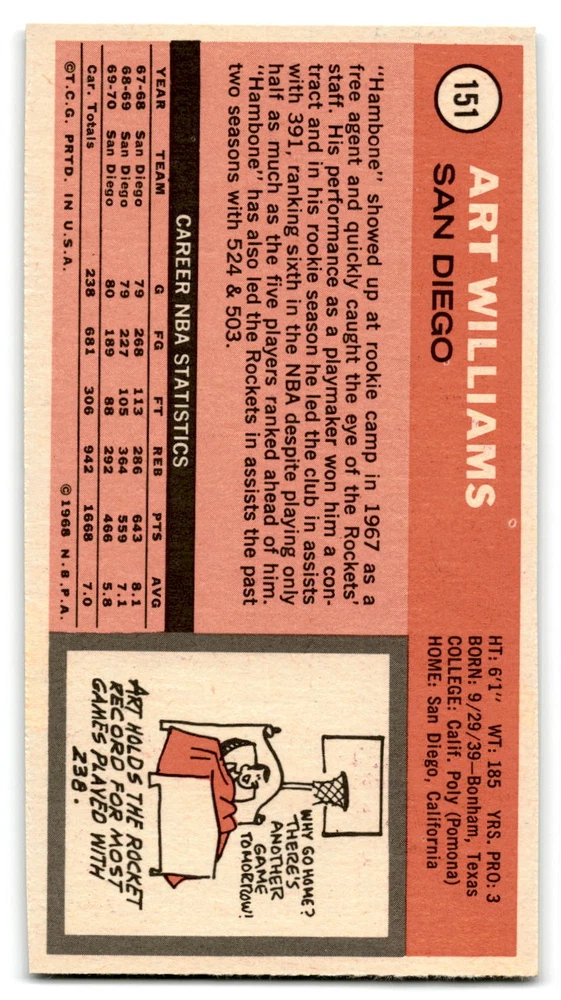 151
ART WILLIAMS
SAN DIEGO
HT: 6'1" WT: 185 YRS. PRO: 3
BORN: 9/29/39—Bonham, Texas
COLLEGE: Calif. Poly (Pomona)
HOME: San Diego, California
"Hambone" showed up at rookie camp in 1967 as a
free agent and quickly caught the eye of the Rockets'
staff. His performance as a playmaker won him a con-
tract and in his rookie season he led the club in assists
with 391, ranking sixth in the NBA despite playing only
half as much as the five players ranked ahead of him.
"Hambone" has also led the Rockets in assists the past
two seasons with 524 & 503.
CAREER NBA STATISTICS
YEAR TEAM G FG FT REB PTS AVG
67-68 San Diego 79 268 113 286 643 8.1
68-69 San Diego 79 227 105 364 559 7.1
69-70 San Diego 80 189 88 292 466 5.8
Car. Totals 238 681 306 942 1668 7.0
©T.C.G. PRTD. IN U.S.A. ©1968 N.B.P.A.
WHY GO HOME?
THERE'S
ANOTHER
GAME
TOMORROW!
ART HOLDS THE ROCKET
RECORD FOR MOST
GAMES PLAYED WITH
238.